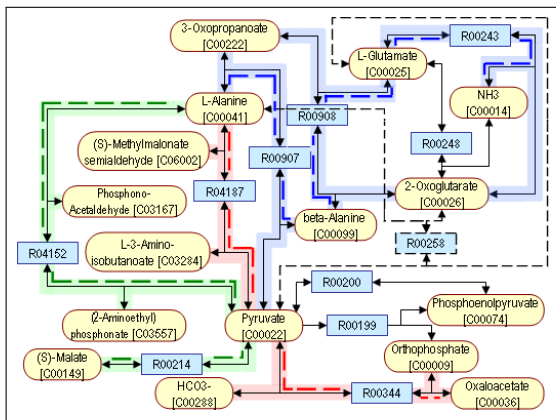 3-Oxopropanoate
[C00222]
R00243
L-Glutamate
[C00025]
NH3
[C00014]
L-Alanine
[C00041]
R00908
(S)-Methylmalonate
semialdehyde [C06002]
R00907
R00248
R04187
Phosphono-
Acetaldehyde [C03167]
2-Oxoglutarate
[C00026]
beta-Alanine
[C00099]
R04152
L-3-Amino-
isobutanoate [C03284]
R00258
R00200
(2-Aminoethyl)
phosphonate [C03557]
Pyruvate
[C00022]
R00199
Phosphoenolpyruvate
[C00074]
(S)-Malate
[C00149]
R00214
Orthophosphate
[C00009]
HCO3-
[C00288]
R00344
Oxaloacetate
[C00036]